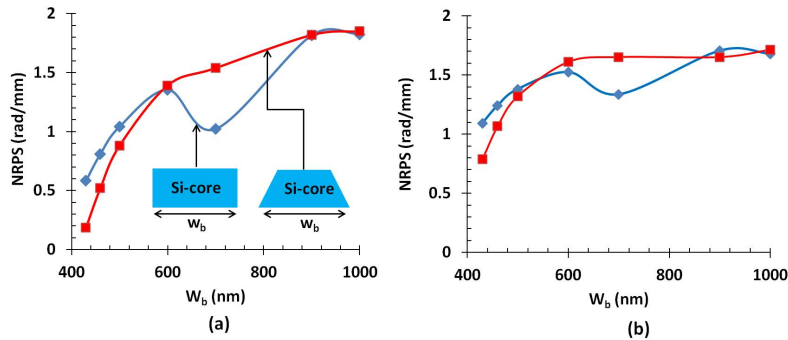 NRPS (rad/mm)
2
1.5
1
0.5
0
400
600
800
1000
W_b (nm)
Si-core
Si-core
w_b
w_b
(a)
NRPS (rad/mm)
2
1.5
1
0.5
0
400
600
800
1000
W_b (nm)
(b)